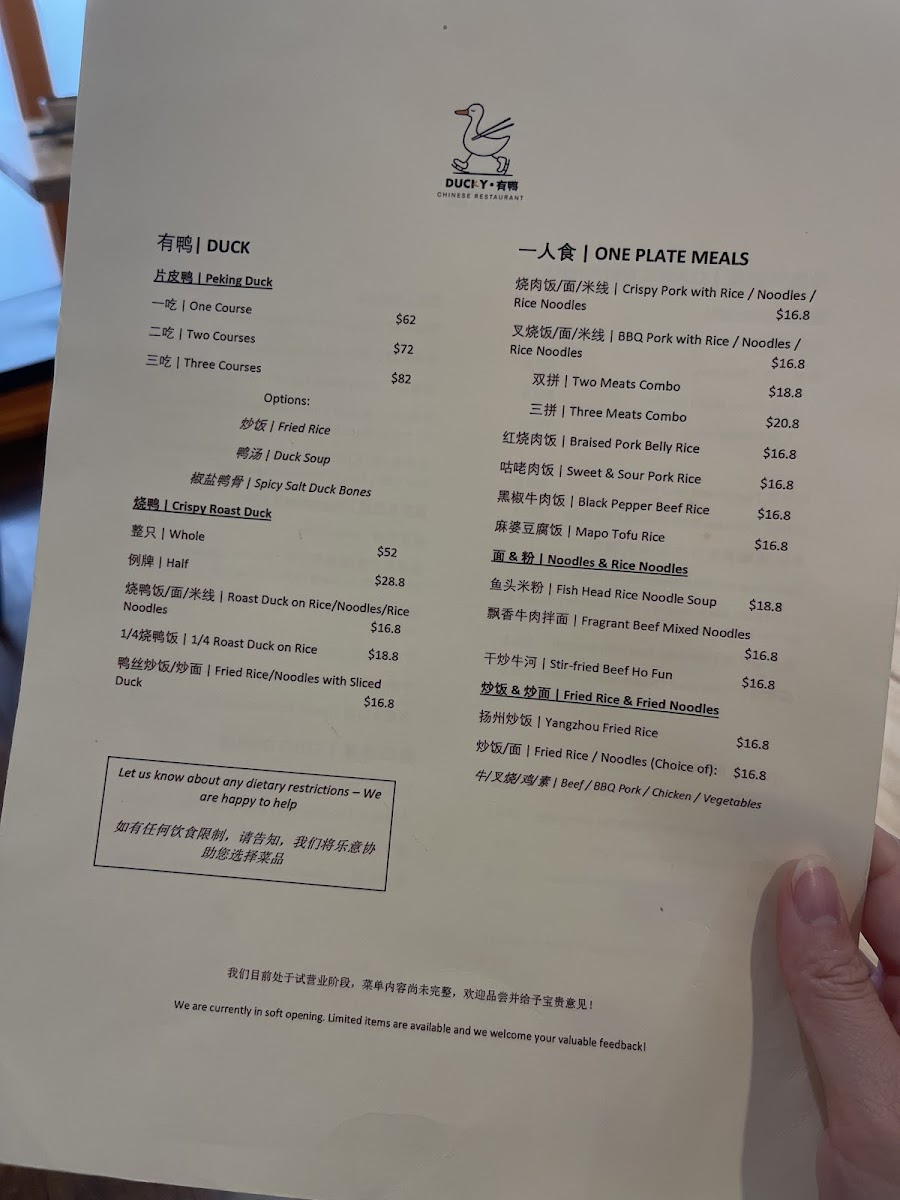 DUCKY•有鸭
CHINESE RESTAURANT
有鸭| DUCK
片皮鸭 | Peking Duck
一吃 | One Course
$62
二吃 | Two Courses
$72
三吃 | Three Courses
$82
Options:
炒饭 | Fried Rice
鸭汤 | Duck Soup
椒盐鸭骨 | Spicy Salt Duck Bones
烧鸭 | Crispy Roast Duck
整只 | Whole
$52
例牌 | Half
$28.8
烧鸭饭/面/米线 | Roast Duck on Rice/Noodles/Rice
Noodles
$16.8
1/4烧鸭饭 | 1/4 Roast Duck on Rice
$18.8
鸭丝炒饭/炒面 | Fried Rice/Noodles with Sliced
Duck
$16.8
Let us know about any dietary restrictions – We
are happy to help
如有任何饮食限制，请告知，我们将乐意协
助您选择菜品
一人食 | ONE PLATE MEALS
烧肉饭/面/米线 | Crispy Pork with Rice / Noodles /
Rice Noodles
$16.8
叉烧饭/面/米线 | BBQ Pork with Rice / Noodles /
Rice Noodles
$16.8
双拼 | Two Meats Combo
$18.8
三拼 | Three Meats Combo
$20.8
红烧肉饭 | Braised Pork Belly Rice
$16.8
咕咾肉饭 | Sweet & Sour Pork Rice
$16.8
黑椒牛肉饭 | Black Pepper Beef Rice
$16.8
麻婆豆腐饭 | Mapo Tofu Rice
$16.8
面 & 粉 | Noodles & Rice Noodles
鱼头米粉 | Fish Head Rice Noodle Soup
$18.8
飘香牛肉拌面 | Fragrant Beef Mixed Noodles
$16.8
干炒牛河 | Stir-fried Beef Ho Fun
$16.8
炒饭 & 炒面 | Fried Rice & Fried Noodles
扬州炒饭 | Yangzhou Fried Rice
$16.8
炒饭/面 | Fried Rice / Noodles (Choice of):
$16.8
牛/叉烧/鸡/素 | Beef / BBQ Pork / Chicken / Vegetables
我们目前处于试营业阶段，菜单内容尚未完整，欢迎品尝并给予宝贵意见！
We are currently in soft opening. Limited items are available and we welcome your valuable feedback!